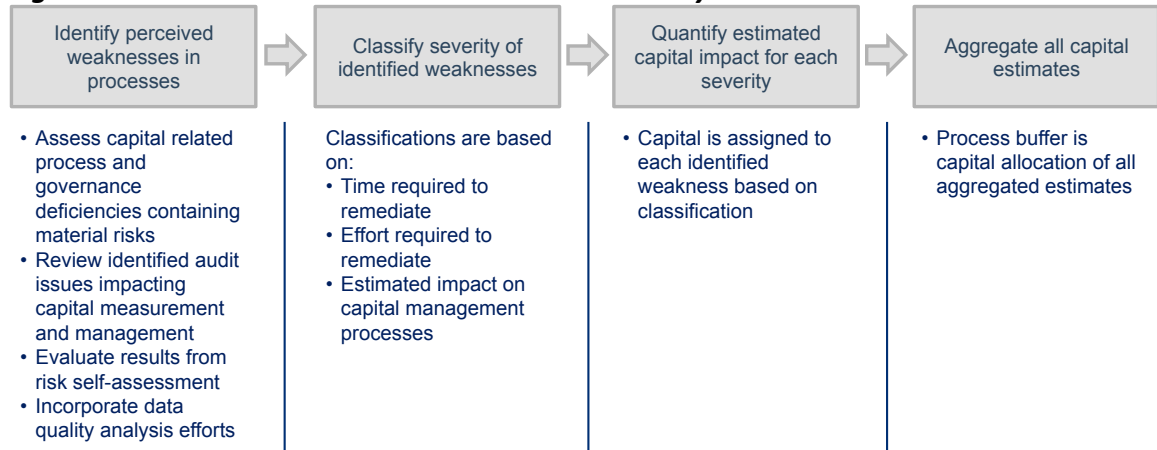 Identify perceived
weaknesses in
processes
Classify severity of
identified weaknesses
Quantify estimated
capital impact for each
severity
Aggregate all capital
estimates
• Assess capital related
process and
governance
deficiencies containing
material risks
• Review identified audit
issues impacting
capital measurement
and management
• Evaluate results from
risk self-assessment
• Incorporate data
quality analysis efforts
Classifications are based
on:
• Time required to
remediate
• Effort required to
remediate
• Estimated impact on
capital management
processes
• Capital is assigned to
each identified
weakness based on
classification
• Process buffer is
capital allocation of all
aggregated estimates